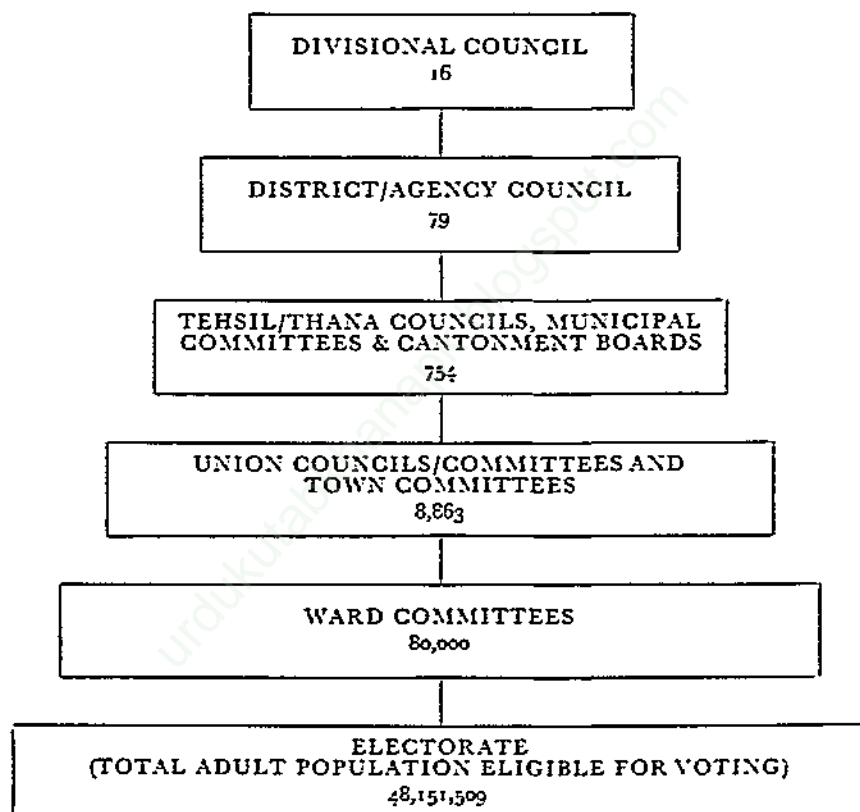 DIVISIONAL COUNCIL
16
DISTRICT/AGENCY COUNCIL
79
TEHSIL/THANA COUNCILS, MUNICIPAL
COMMITTEES & CANTONMENT BOARDS
754
UNION COUNCILS/COMMITTEES AND
TOWN COMMITTEES
8,863
WARD COMMITTEES
80,000
ELECTORATE
(TOTAL ADULT POPULATION ELIGIBLE FOR VOTING)
48,151,509